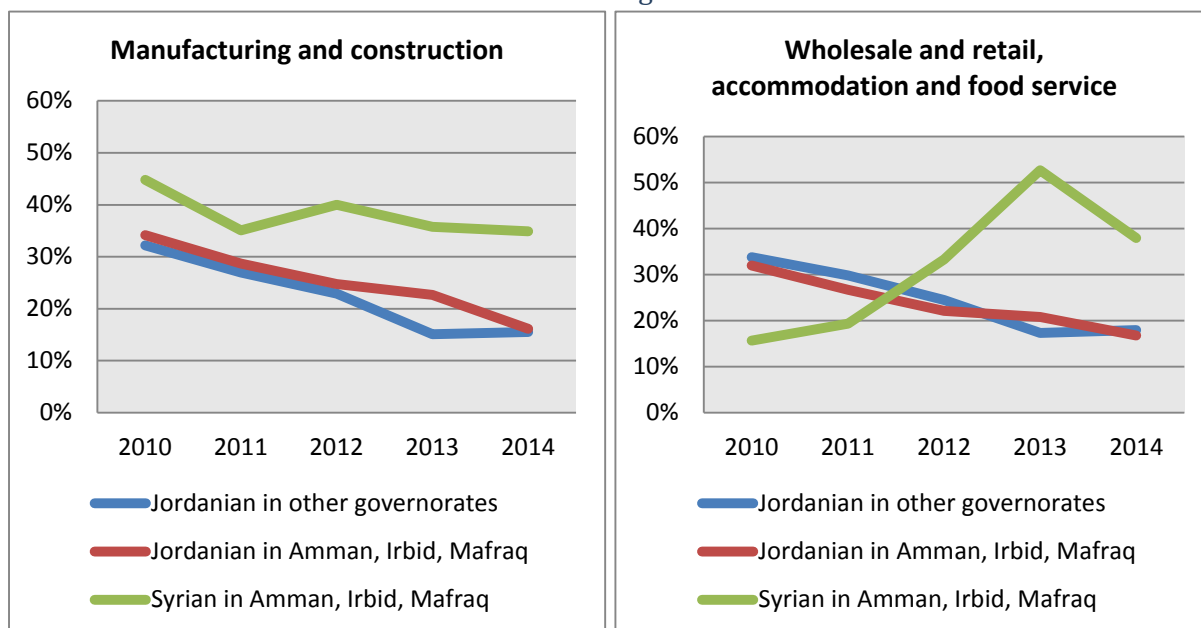 Manufacturing and construction
60%
50%
40%
30%
20%
10%
0%
2010 2011 2012 2013 2014
Jordanian in other governorates
Jordanian in Amman, Irbid, Mafraq
Syrian in Amman, Irbid, Mafraq
Wholesale and retail,
accommodation and food service
60%
50%
40%
30%
20%
10%
0%
2010 2011 2012 2013 2014
Jordanian in other governorates
Jordanian in Amman, Irbid, Mafraq
Syrian in Amman, Irbid, Mafraq